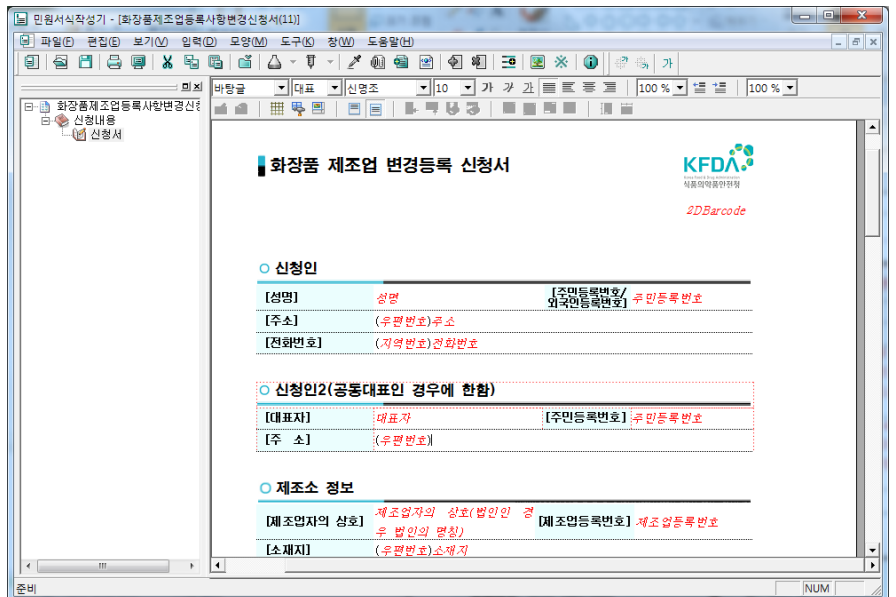 민원서식작성기 - [화장품제조업등록사항변경신청서(11)]
파일(F) 편집(E) 보기(V) 입력(D) 모양(M) 도구(K) 창(W) 도움말(H)
가
바탕글 대표 신명조 10 가 가 가 100 % 100 %
화장품제조업등록사항변경신청
신청내용
신청서
화장품 제조업 변경등록 신청서
KFDA
식품의약품안전청
2DBarcode
신청인
[성명] 성명 [주민등록번호/외국인등록번호] 주민등록번호
[주소] (우편번호)주소
[전화번호] (지역번호)전화번호
신청인2(공동대표인 경우에 한함)
[대표자] 대표자 [주민등록번호] 주민등록번호
[주 소] (우편번호)
제조소 정보
[제조업자의 상호] 제조업자의 상호(법인인 경우 법인의 명칭) [제조업등록번호] 제조업등록번호
[소재지] (우편번호)소재지
준비 NUM